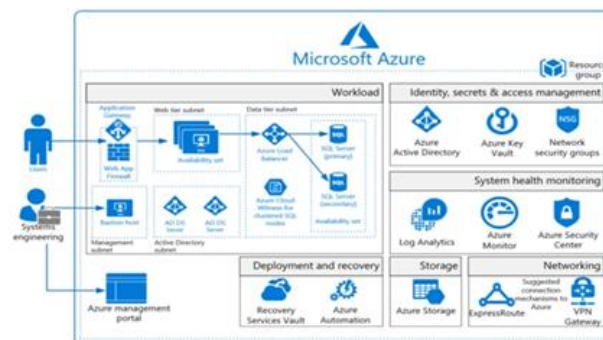 Microsoft Azure
Resource
group
Workload
Application
Gateway
Web App
Firewall
Web tier subnet
Availability set
Data tier subnet
Azure Load
Balancer
SQL Server
(primary)
SQL Server
(secondary)
Availability set
Azure Cloud
Witness for
clustered SQL
nodes
Users
Systems
engineering
Bastion host
Management
subnet
AD DS
Server
AD DS
Server
Active Directory
subnet
Azure management
portal
Identity, secrets & access management
Azure
Active Directory
Azure Key
Vault
NSG
Network
security groups
System health monitoring
Log Analytics
Azure
Monitor
Azure Security
Center
Deployment and recovery
Recovery
Services Vault
Azure
Automation
Storage
Azure Storage
Networking
Suggested
connection
mechanisms to
Azure
ExpressRoute
VPN
Gateway